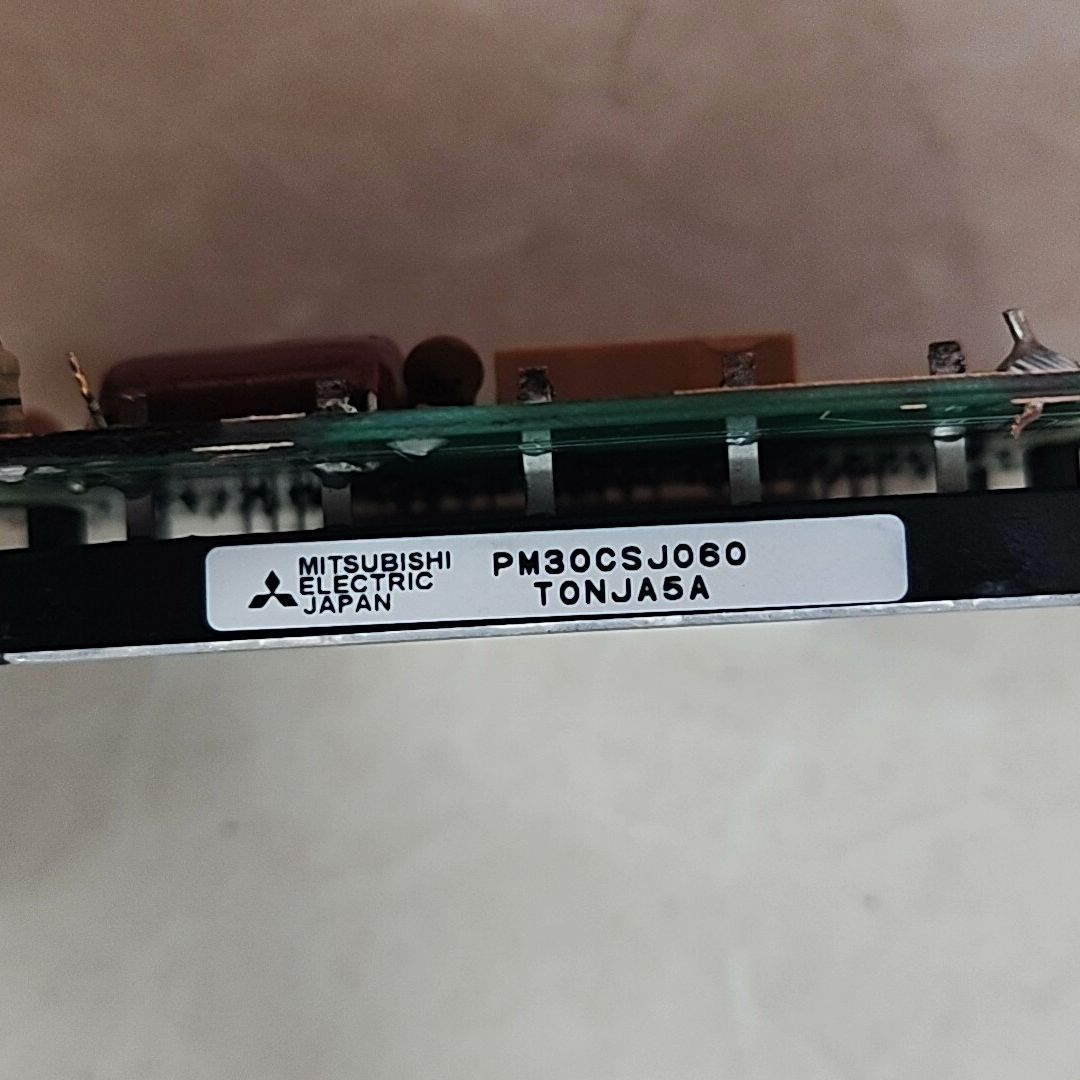 MITSUBISHI
ELECTRIC
JAPAN
PM30CSJ060
T0NJA5A